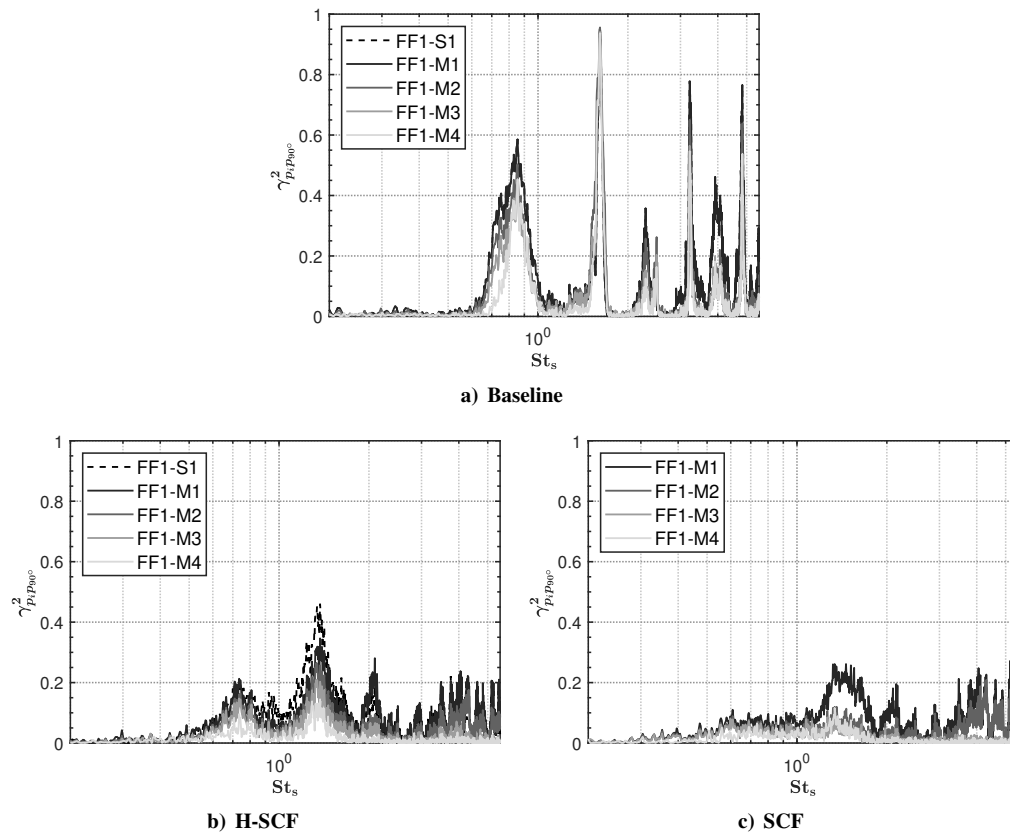 1
0.8
0.6
0.4
0.2
0
γ²pᵢp₉₀°
FF1-S1
FF1-M1
FF1-M2
FF1-M3
FF1-M4
10⁰
Stₛ
a) Baseline
1
0.8
0.6
0.4
0.2
0
γ²pᵢp₉₀°
FF1-S1
FF1-M1
FF1-M2
FF1-M3
FF1-M4
10⁰
Stₛ
b) H-SCF
1
0.8
0.6
0.4
0.2
0
γ²pᵢp₉₀°
FF1-M1
FF1-M2
FF1-M3
FF1-M4
10⁰
Stₛ
c) SCF